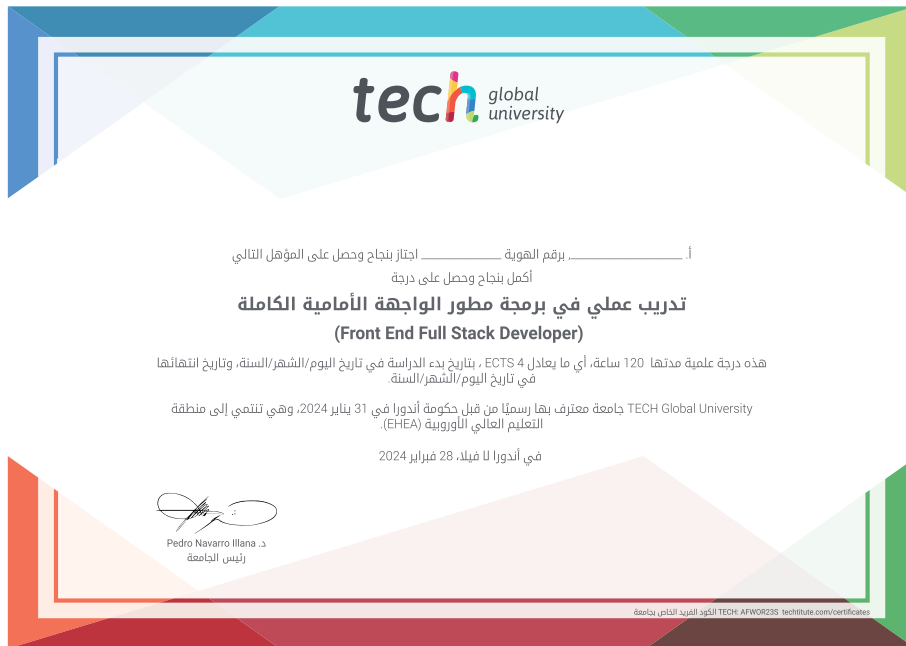 tech global university
أ. ____________________, برقم الهوية ______________ اجتاز بنجاح وحصل على المؤهل التالي
أكمل بنجاح وحصل على درجة
تدريب عملي في برمجة مطور الواجهة الأمامية الكاملة
(Front End Full Stack Developer)
هذه درجة علمية مدتها 120 ساعة، أي ما يعادل 4 ECTS ، بتاريخ بدء الدراسة في تاريخ اليوم/الشهر/السنة، وتاريخ انتهائها
في تاريخ اليوم/الشهر/السنة.
TECH Global University جامعة معترف بها رسميًا من قبل حكومة أندورا في 31 يناير 2024، وهي تنتمي إلى منطقة
التعليم العالي الأوروبية (EHEA).
في أندورا لا فيلا، 28 فبراير 2024
د. Pedro Navarro Illana
رئيس الجامعة
الكود الفريد الخاص بجامعة TECH: AFWOR23S techtitute.com/certificates